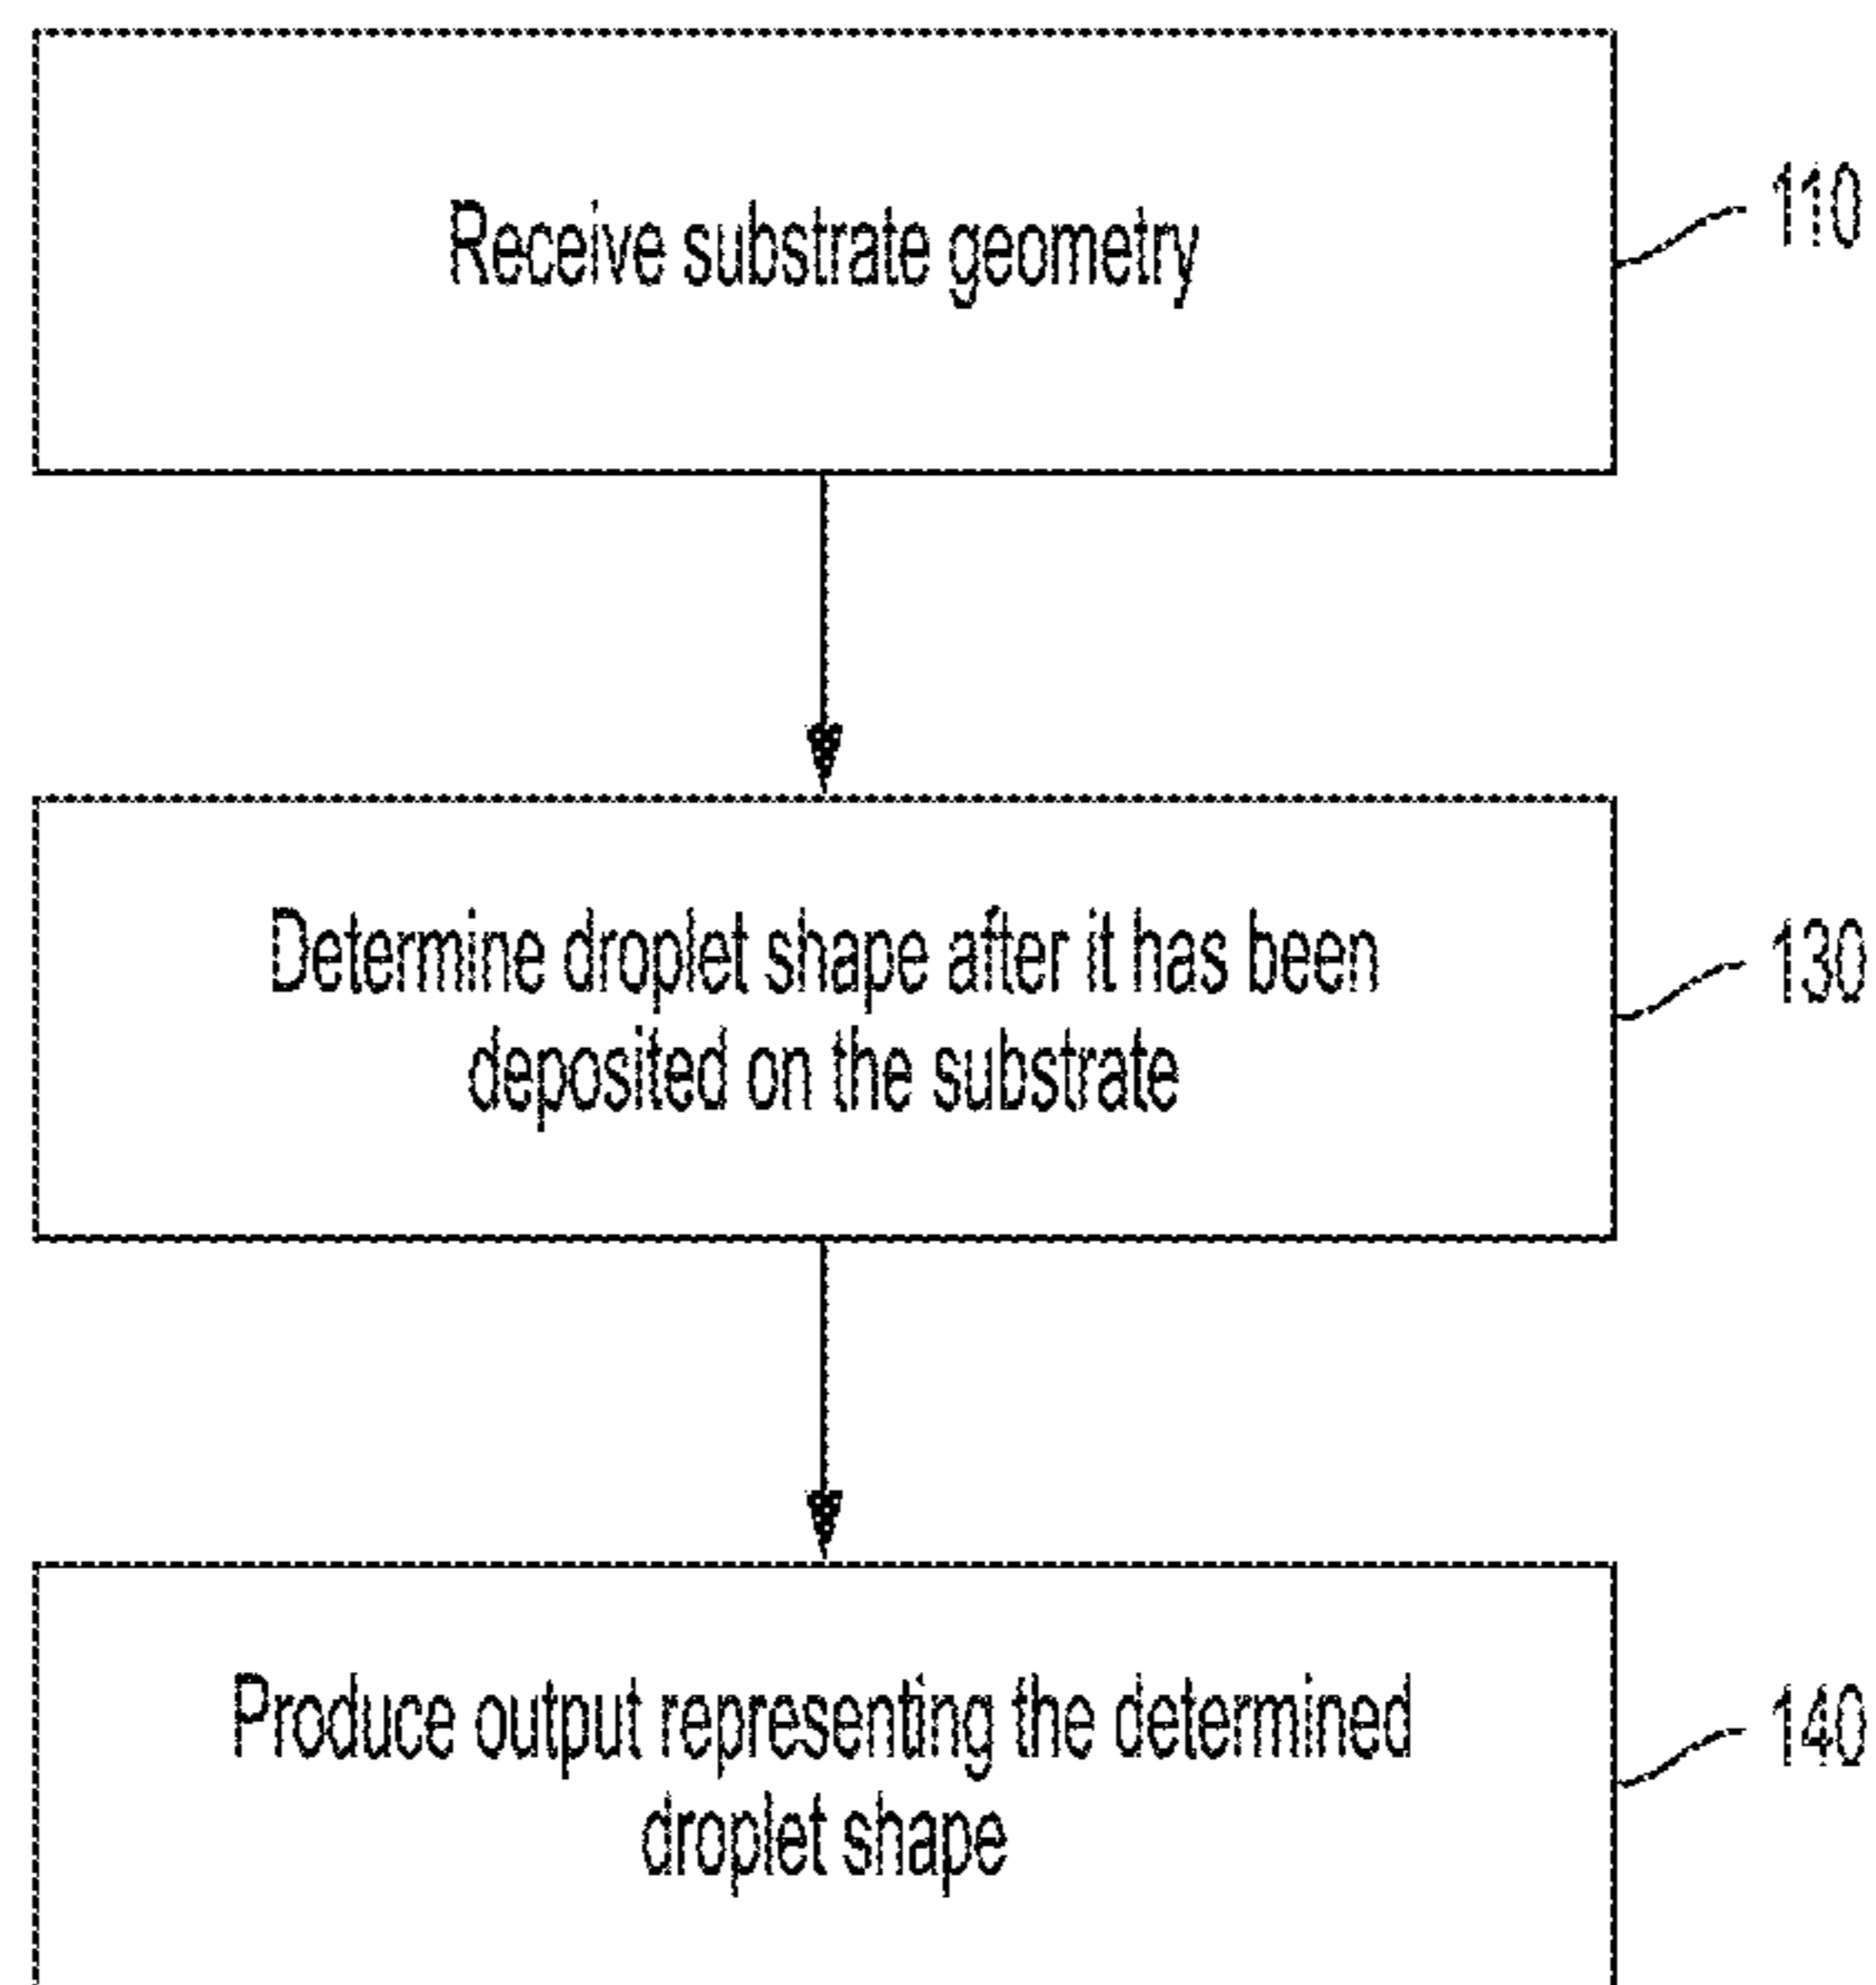 Receive substrate geometry
110
Determine droplet shape after it has been
deposited on the substrate
130
Produce output representing the determined
droplet shape
140